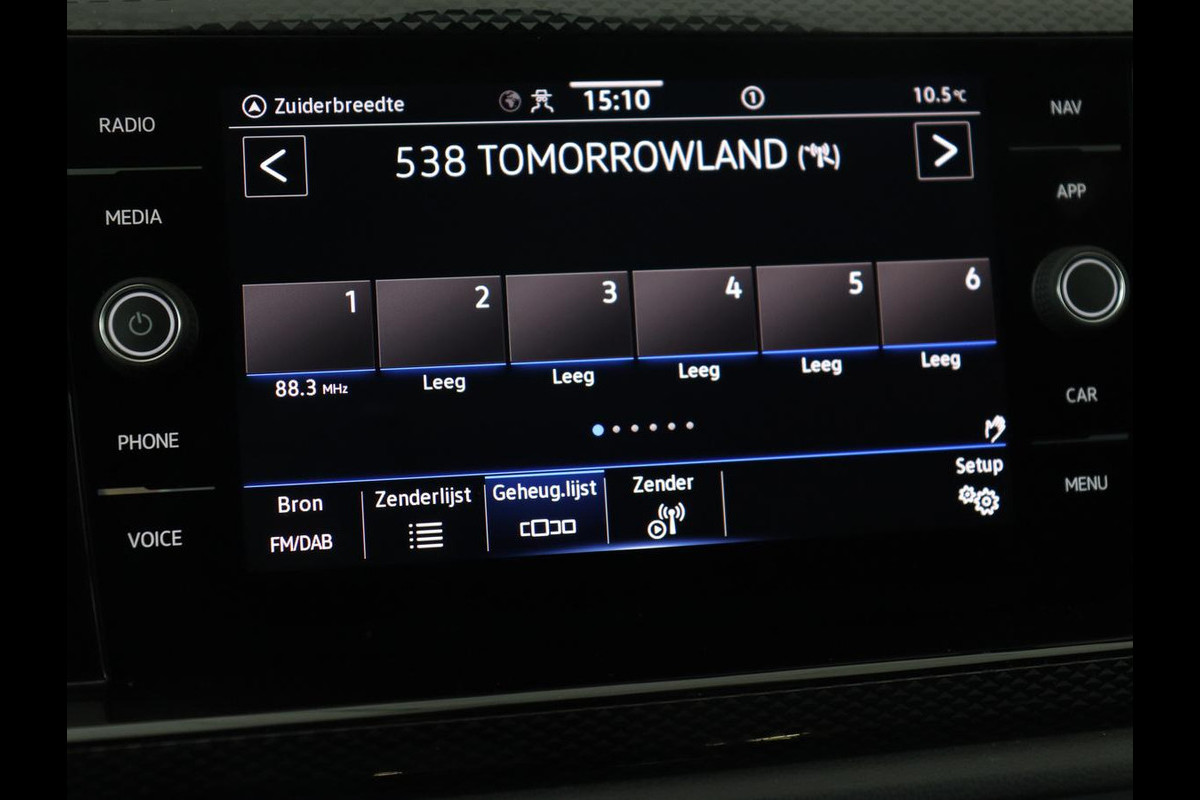 RADIO
MEDIA
PHONE
VOICE
Zuiderbreedte 15:10 1 10.5°C
< 538 TOMORROWLAND >
1 2 3 4 5 6
88.3 MHz Leeg Leeg Leeg Leeg Leeg
Bron Zenderlijst Geheug.lijst Zender Setup
FM/DAB
NAV
APP
CAR
MENU